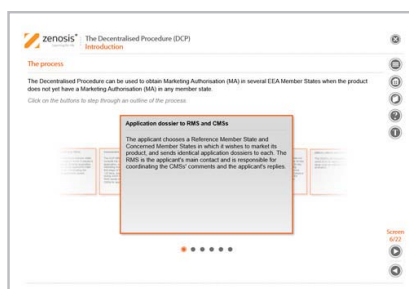 zenosis
The Decentralised Procedure (DCP)
Introduction
The process
The Decentralised Procedure can be used to obtain Marketing Authorisation (MA) in several EEA Member States when the product
does not yet have a Marketing Authorisation (MA) in any member state.
Click on the buttons to step through an outline of the process
Application dossier to RMS and CMSs
The applicant chooses a Reference Member State and
Concerned Member States in which it wishes to market its
product, and sends identical application dossiers to each. The
RMS is the applicant's main contact and is responsible for
coordinating the CMSs' comments and the applicant's replies.
Screen
6/22